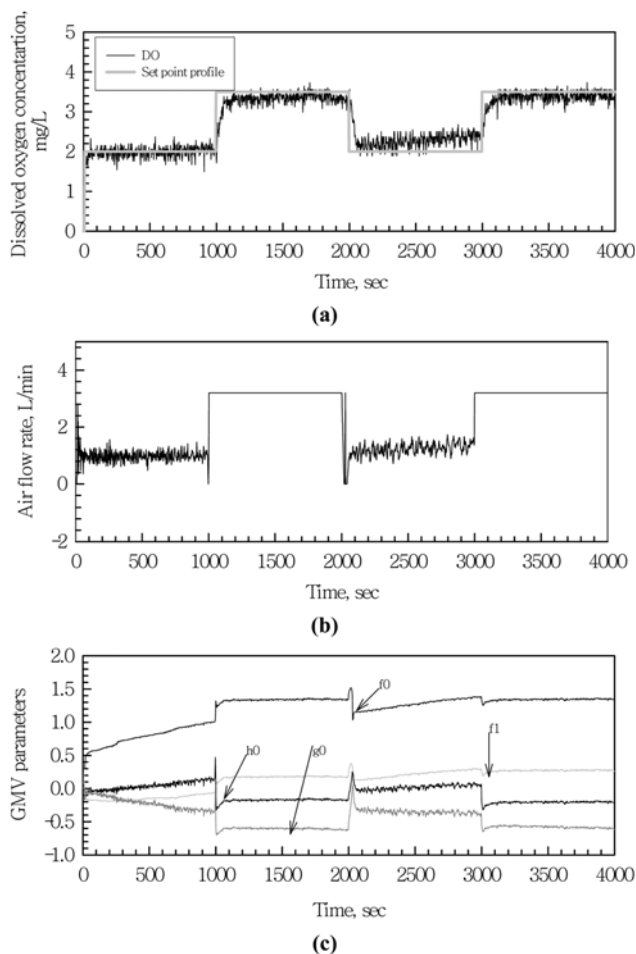 Dissolved oxygen concentartion,
mg/L
5
4
3
2
1
0
DO
Set point profile
0 500 1000 1500 2000 2500 3000 3500 4000
Time, sec
(a)
Air flow rate, L/min
4
2
0
-2
0 500 1000 1500 2000 2500 3000 3500 4000
Time, sec
(b)
GMV parameters
2.0
1.5
1.0
0.5
0.0
-0.5
-1.0
f0
f1
h0
g0
0 500 1000 1500 2000 2500 3000 3500 4000
Time, sec
(c)